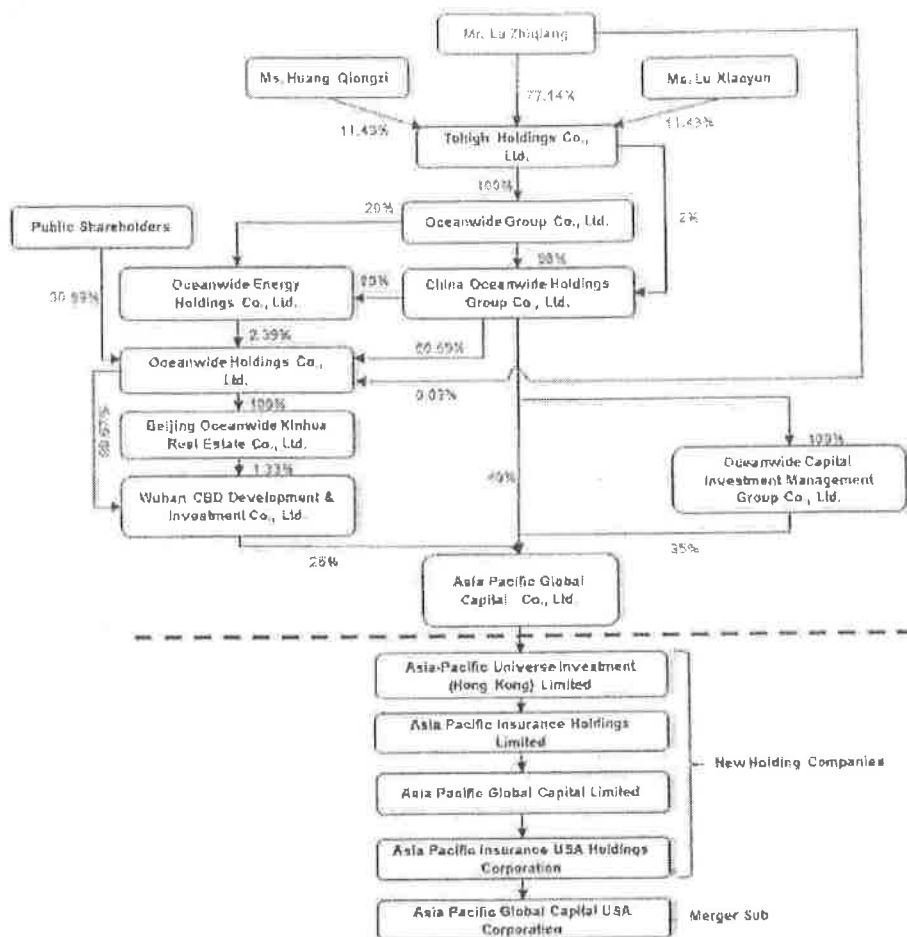 Mr. Lu Zhiqiang
Ms. Huang Qiongzi
Ms. Lu Xiaoyun
77.14%
11.43%
11.43%
Tohigh Holdings Co.,
Ltd.
100%
2%
20%
Oceanwide Group Co., Ltd.
Public Shareholders
98%
Oceanwide Energy
Holdings Co., Ltd.
80%
China Oceanwide Holdings
Group Co., Ltd.
2.39%
Oceanwide Holdings Co.,
Ltd.
0.03%
100%
Beijing Oceanwide Xinhua
Real Estate Co., Ltd.
1.33%
40%
100%
Oceanwide Capital
Investment Management
Group Co., Ltd.
Wuhan CBD Development &
Investment Co., Ltd.
25%
35%
Asia Pacific Global
Capital Co., Ltd.
Asia-Pacific Universe Investment
(Hong Kong) Limited
Asia Pacific Insurance Holdings
Limited
New Holding Companies
Asia Pacific Global Capital Limited
Asia Pacific Insurance USA Holdings
Corporation
Asia Pacific Global Capital USA
Corporation
Merger Sub